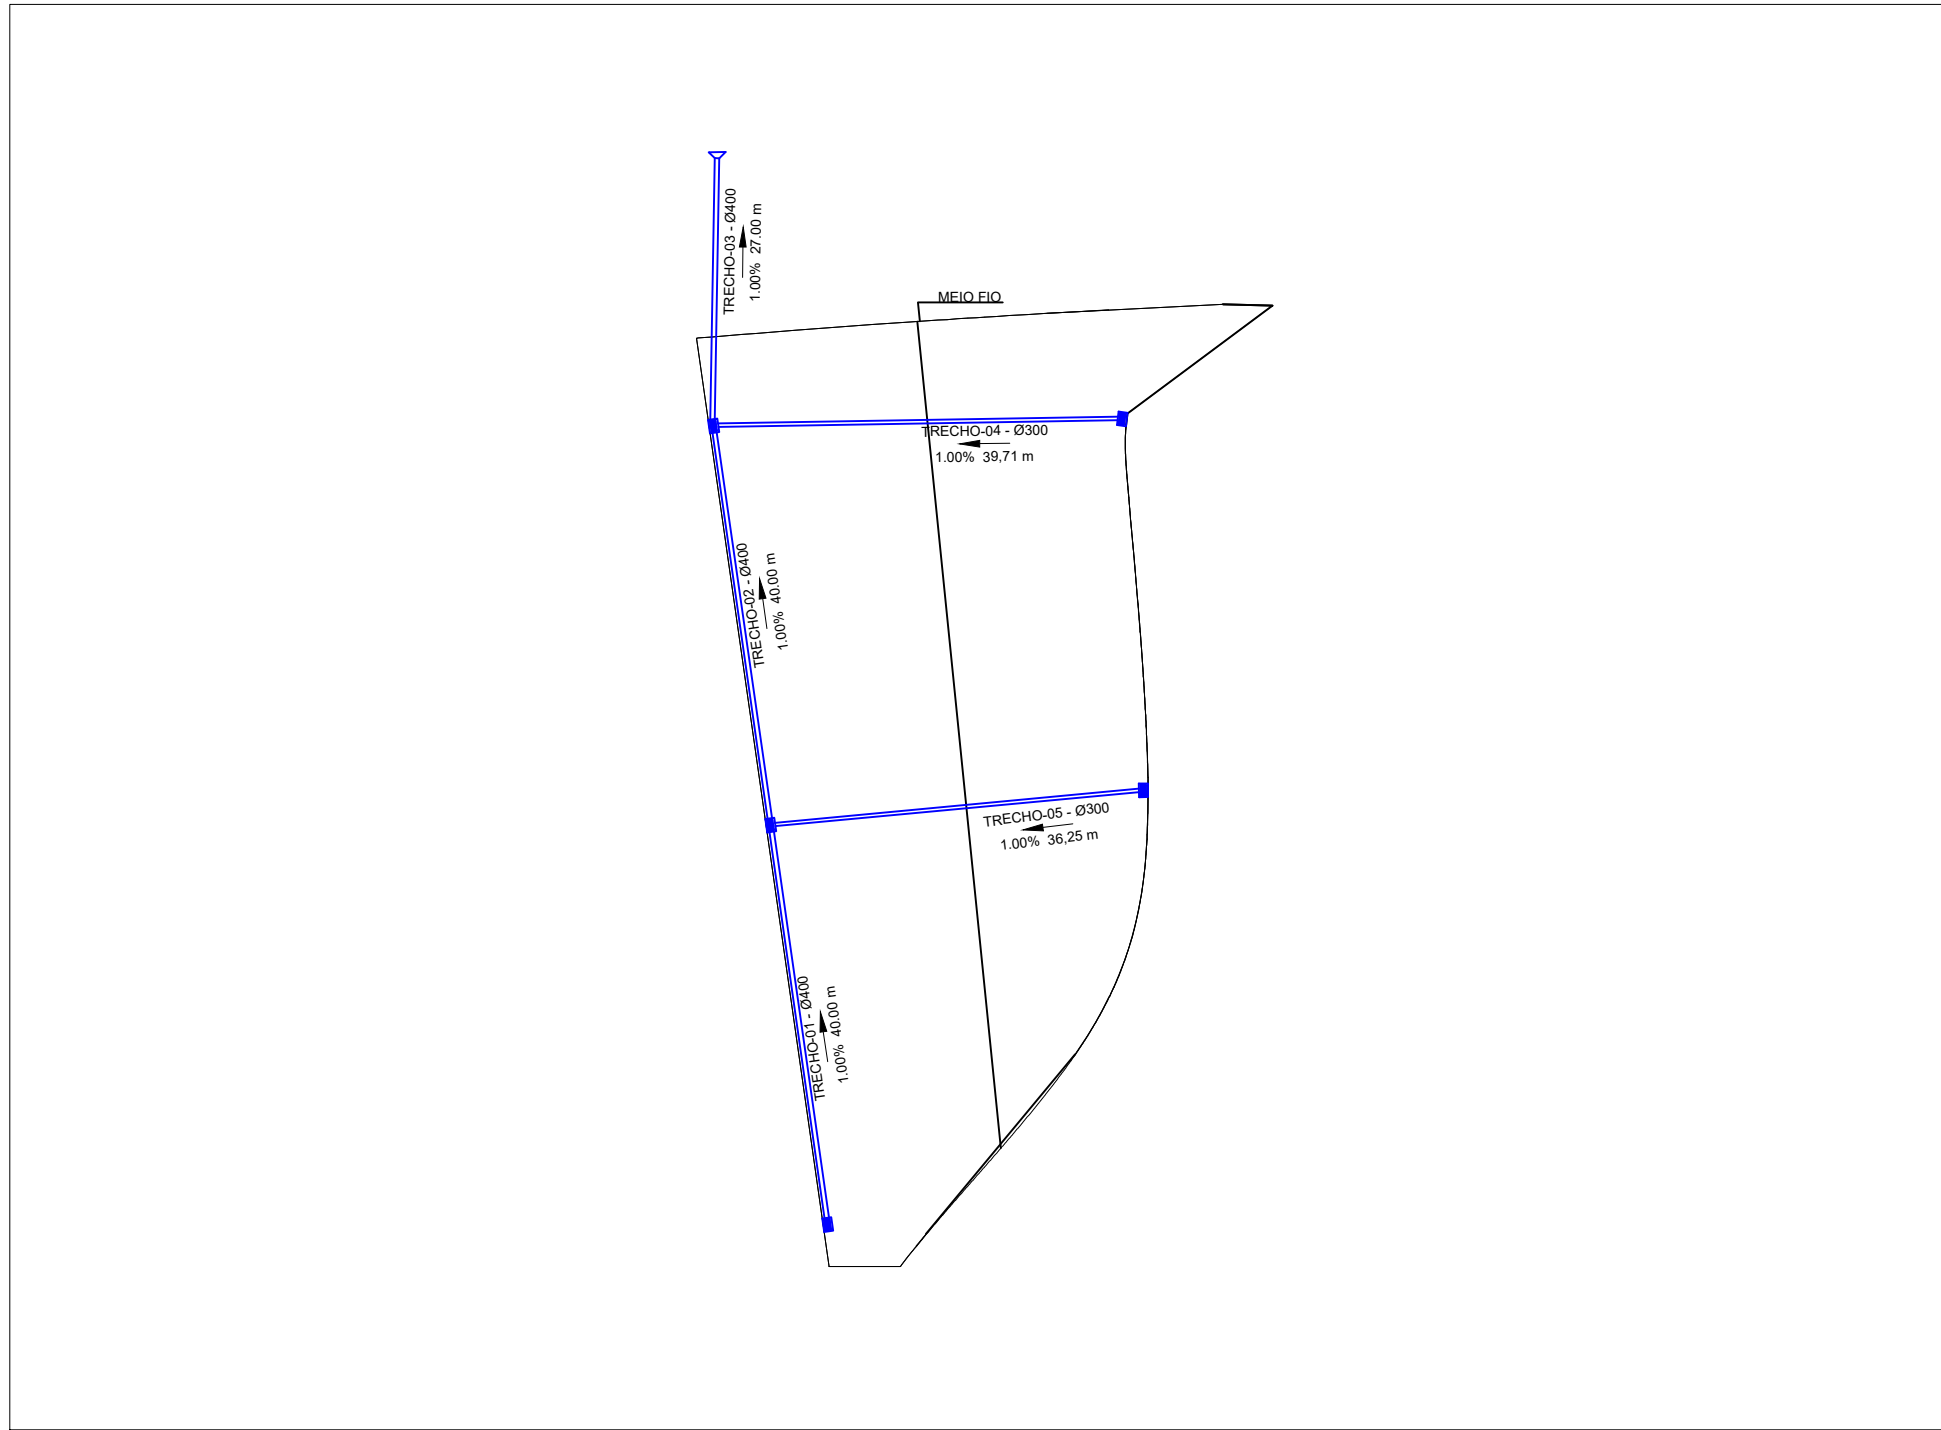 TRECHO-03 - Ø400
1.00%  27.00 m
MEIO FIO
TRECHO-04 - Ø300
1.00%  39,71 m
TRECHO-02 - Ø400
1.00%  40.00 m
TRECHO-05 - Ø300
1.00%  36,25 m
TRECHO-01 - Ø400
1.00%  40.00 m